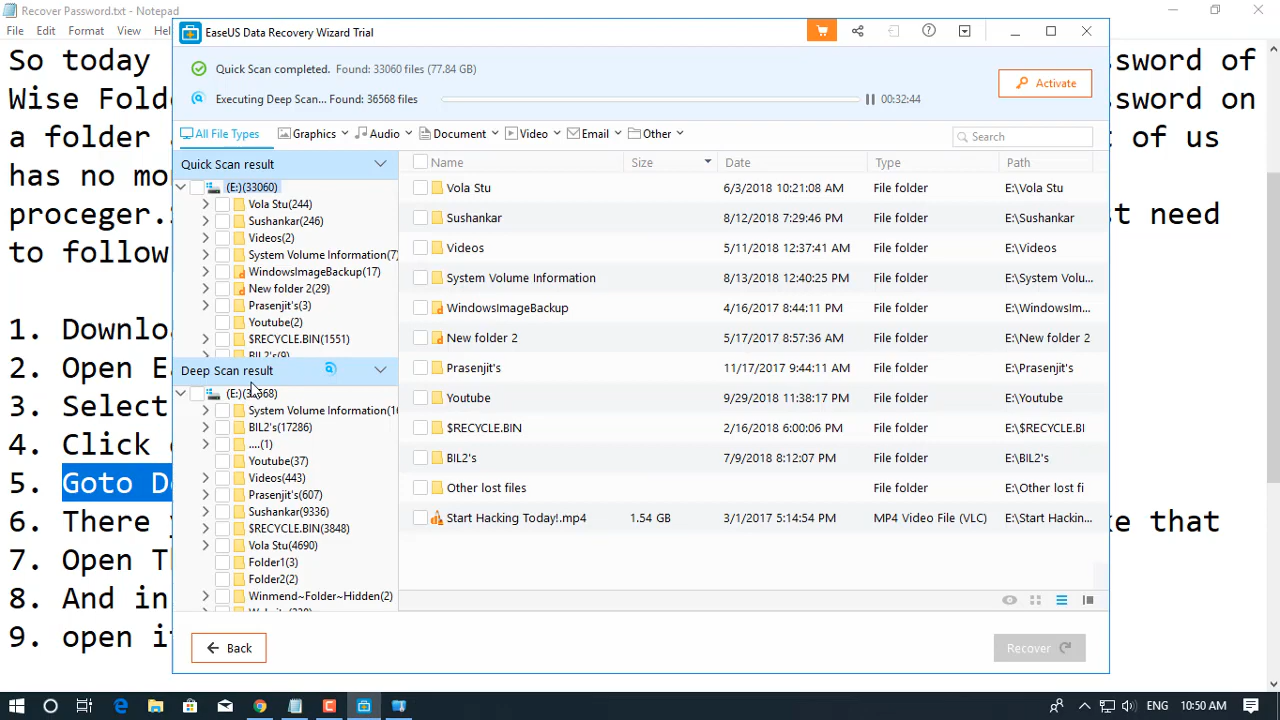 Recover Password.txt - Notepad
File Edit Format View Hel
So today
Wise Folde
a folder
has no mo
proceger.S
to follow
ssword of
ssword on
t of us
st need
1. Downloa
2. Open Ea
3. Select
4. Click
5. Goto De
6. There
7. Open Th
8. And in
9. open it
ke that
EaseUS Data Recovery Wizard Trial
Quick Scan completed. Found: 33060 files (77.84 GB)
Executing Deep Scan... Found: 36568 files
00:32:44
Activate
All File Types Graphics Audio Document Video Email Other
Search
Quick Scan result
(E:)(33060)
Vola Stu(244)
Sushankar(246)
Videos(2)
System Volume Information(7)
WindowsImageBackup(17)
New folder 2(29)
Prasenjit's(3)
Youtube(2)
$RECYCLE.BIN(1551)
BIL2's(9)
Deep Scan result
System Volume Information(1
BIL2's(17286)
....(1)
Youtube(37)
Videos(443)
Prasenjit's(607)
Sushankar(9336)
$RECYCLE.BIN(3848)
Vola Stu(4690)
Folder1(3)
Folder2(2)
Winmend~Folder~Hidden(2)
Name Size Date Type Path
Vola Stu 6/3/2018 10:21:08 AM File folder E:\Vola Stu
Sushankar 8/12/2018 7:29:46 PM File folder E:\Sushankar
Videos 5/11/2018 12:37:41 AM File folder E:\Videos
System Volume Information 8/13/2018 12:40:25 PM File folder E:\System Volu...
WindowsImageBackup 4/16/2017 8:44:11 PM File folder E:\WindowsIm...
New folder 2 5/17/2017 8:57:36 AM File folder E:\New folder 2
Prasenjit's 11/17/2017 9:44:11 AM File folder E:\Prasenjit's
Youtube 9/29/2018 11:38:17 PM File folder E:\Youtube
$RECYCLE.BIN 2/16/2018 6:00:06 PM File folder E:\$RECYCLE.BI
BIL2's 7/9/2018 8:12:07 PM File folder E:\BIL2's
Other lost files File folder E:\Other lost fi
Start Hacking Today!.mp4 1.54 GB 3/1/2017 5:14:54 PM MP4 Video File (VLC) E:\Start Hackin...
Back
Recover
ENG 10:50 AM